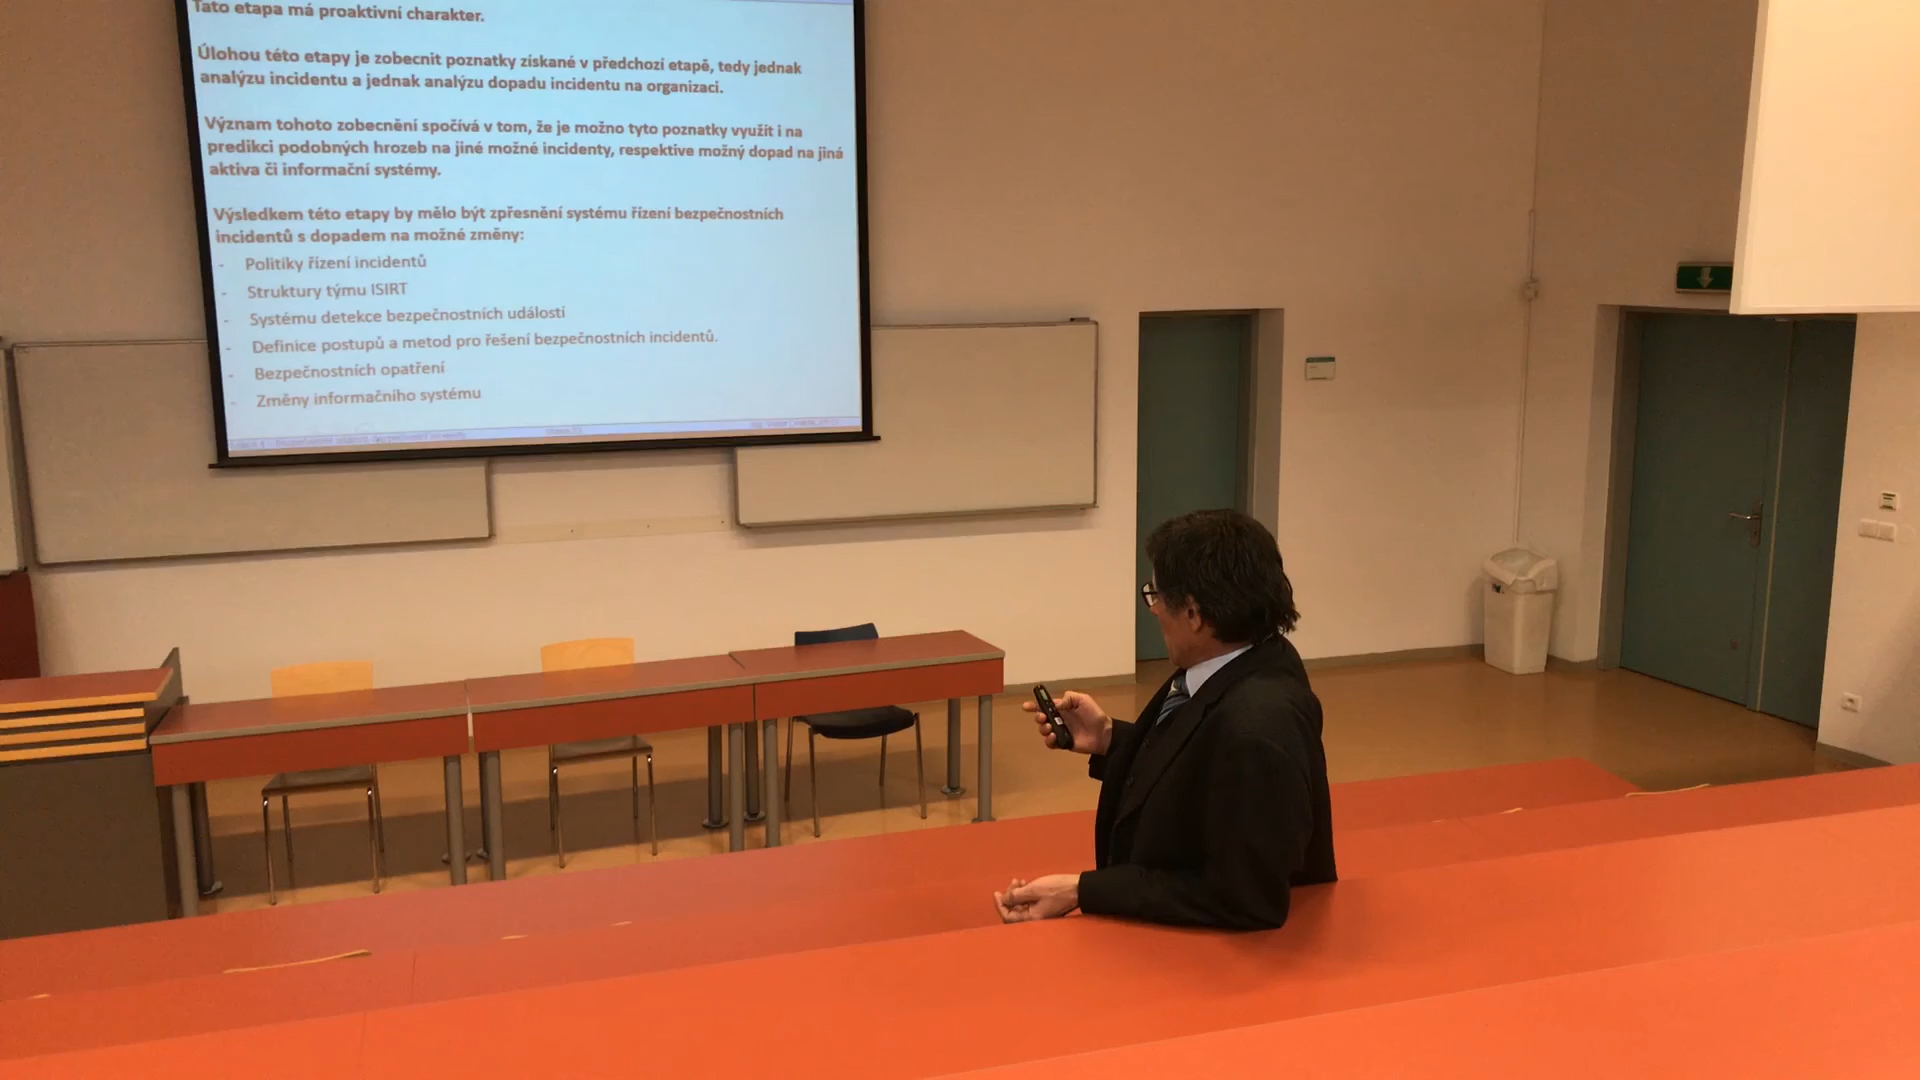 Tato etapa má proaktivní charakter.
Úlohou této etapy je zobecnit poznatky získané v předchozí etapě, tedy jednak
analýzu incidentu a jednak analýzu dopadu incidentu na organizaci.
Význam tohoto zobecnění spočívá v tom, že je možno tyto poznatky využít i na
predikci podobných hrozeb na jiné možné incidenty, respektive možný dopad na jiná
aktiva či informační systémy.
Výsledkem této etapy by mělo být zpřesnění systému řízení bezpečnostních
incidentů s dopadem na možné změny:
- Politiky řízení incidentů
- Struktury týmu ISIRT
- Systému detekce bezpečnostních událostí
- Definice postupů a metod pro řešení bezpečnostních incidentů.
- Bezpečnostních opatření
- Změny informačního systému